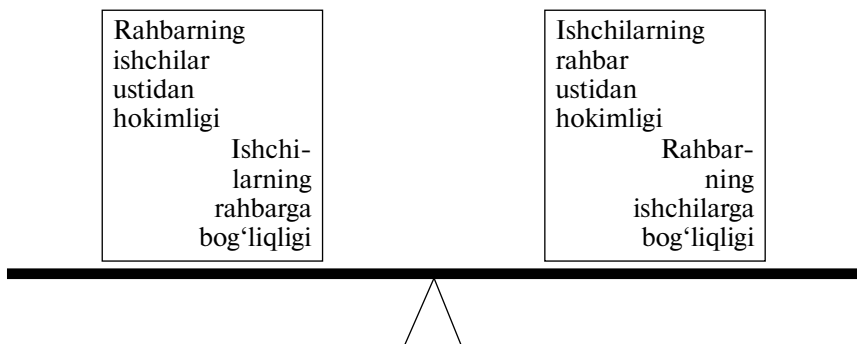 Rahbarning
ishchilar
ustidan
hokimligi
Ishchi-
larning
rahbarga
bog‘liqligi
Ishchilarning
rahbar
ustidan
hokimligi
Rahbar-
ning
ishchilarga
bog‘liqligi